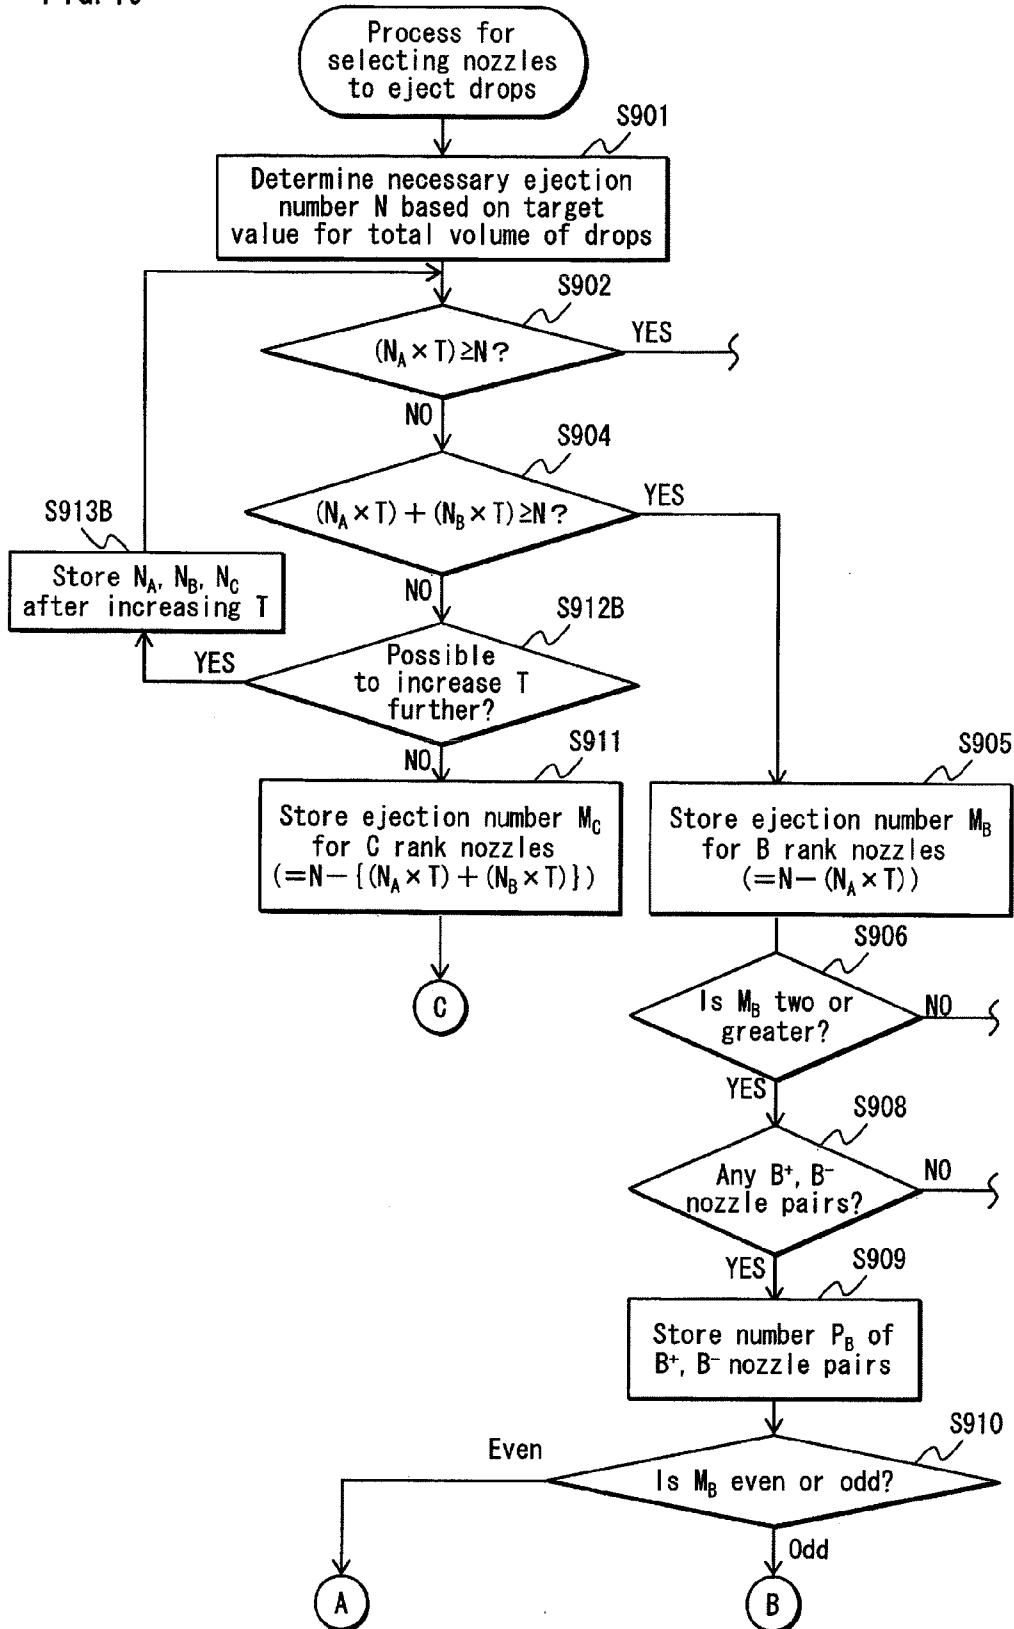 Process for
selecting nozzles
to eject drops
S901
Determine necessary ejection
number N based on target
value for total volume of drops
S902
(N_A × T) ≥N?
YES
NO
S904
(N_A × T) + (N_B × T) ≥N?
YES
S913B
Store N_A, N_B, N_C
after increasing T
NO
S912B
YES
Possible
to increase T
further?
NO
S911
Store ejection number M_C
for C rank nozzles
(=N−{(N_A × T) + (N_B × T)})
C
S905
Store ejection number M_B
for B rank nozzles
(=N− (N_A × T))
S906
Is M_B two or
greater?
NO
YES
S908
Any B⁺, B⁻
nozzle pairs?
NO
YES
S909
Store number P_B of
B⁺, B⁻ nozzle pairs
S910
Even
Is M_B even or odd?
Odd
A
B